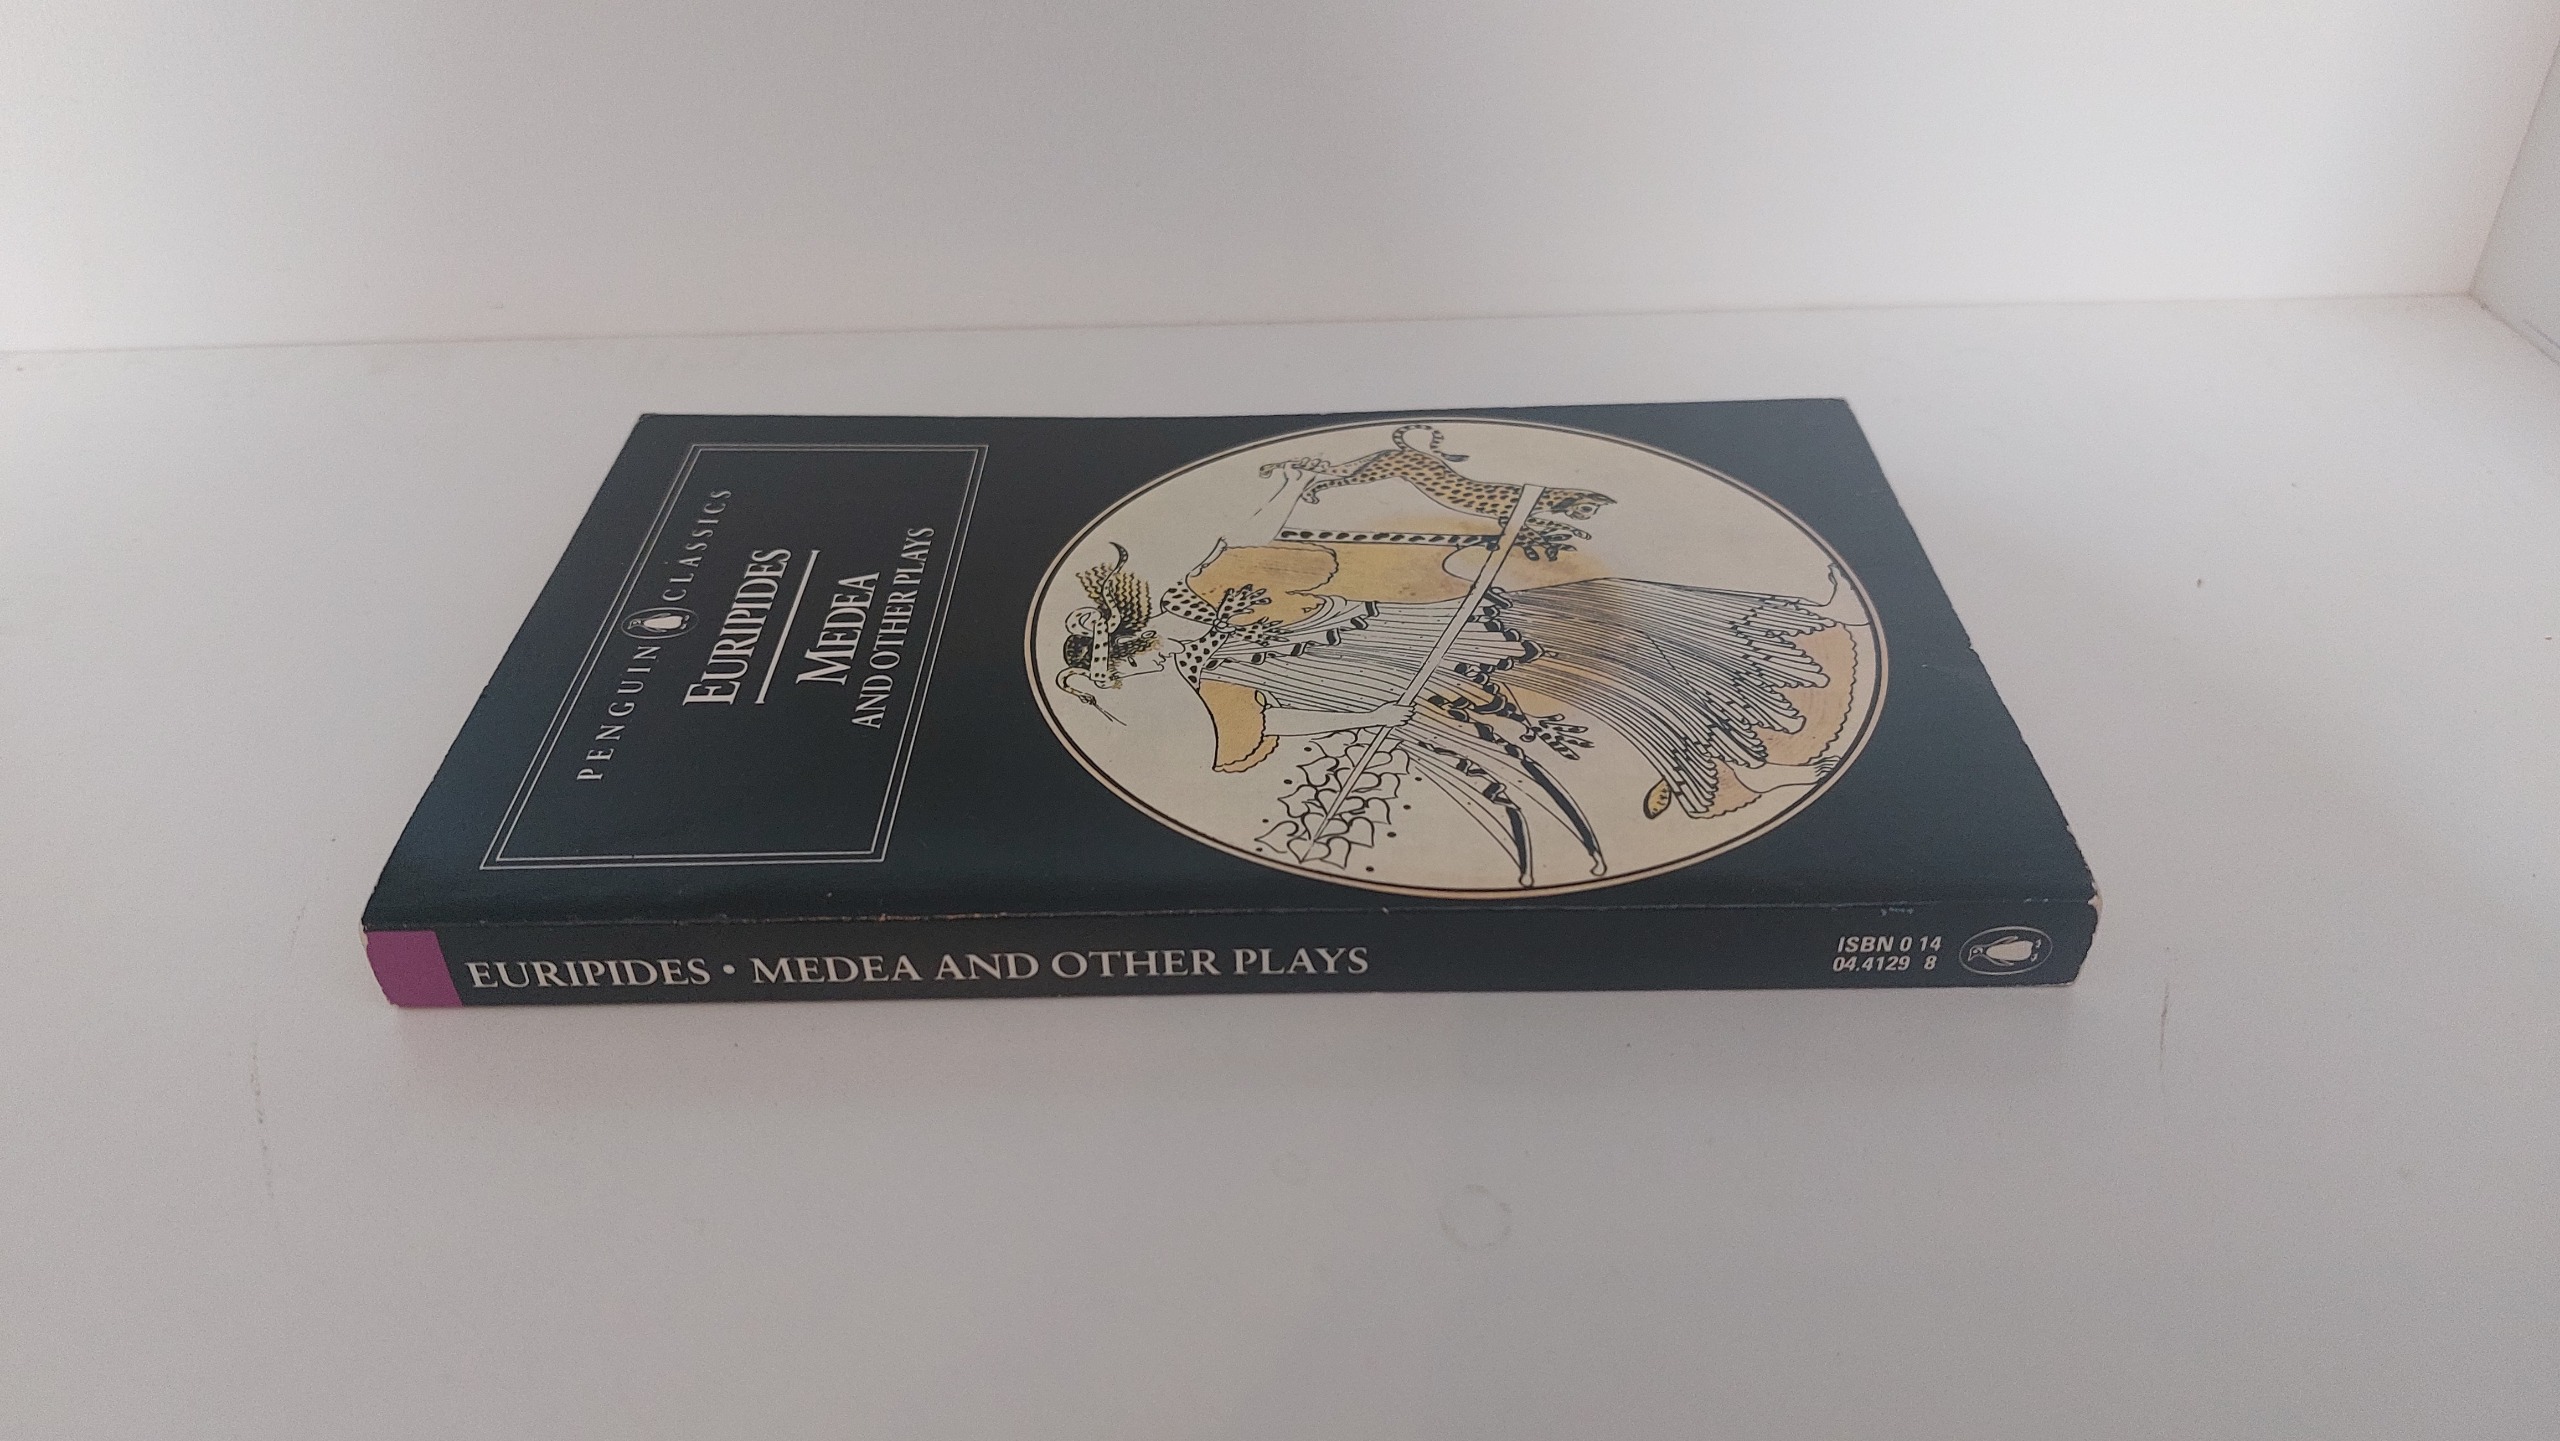 PENGUIN CLASSICS
EURIPIDES
MEDEA
AND OTHER PLAYS
EURIPIDES • MEDEA AND OTHER PLAYS
ISBN 0 14
04.4129 8